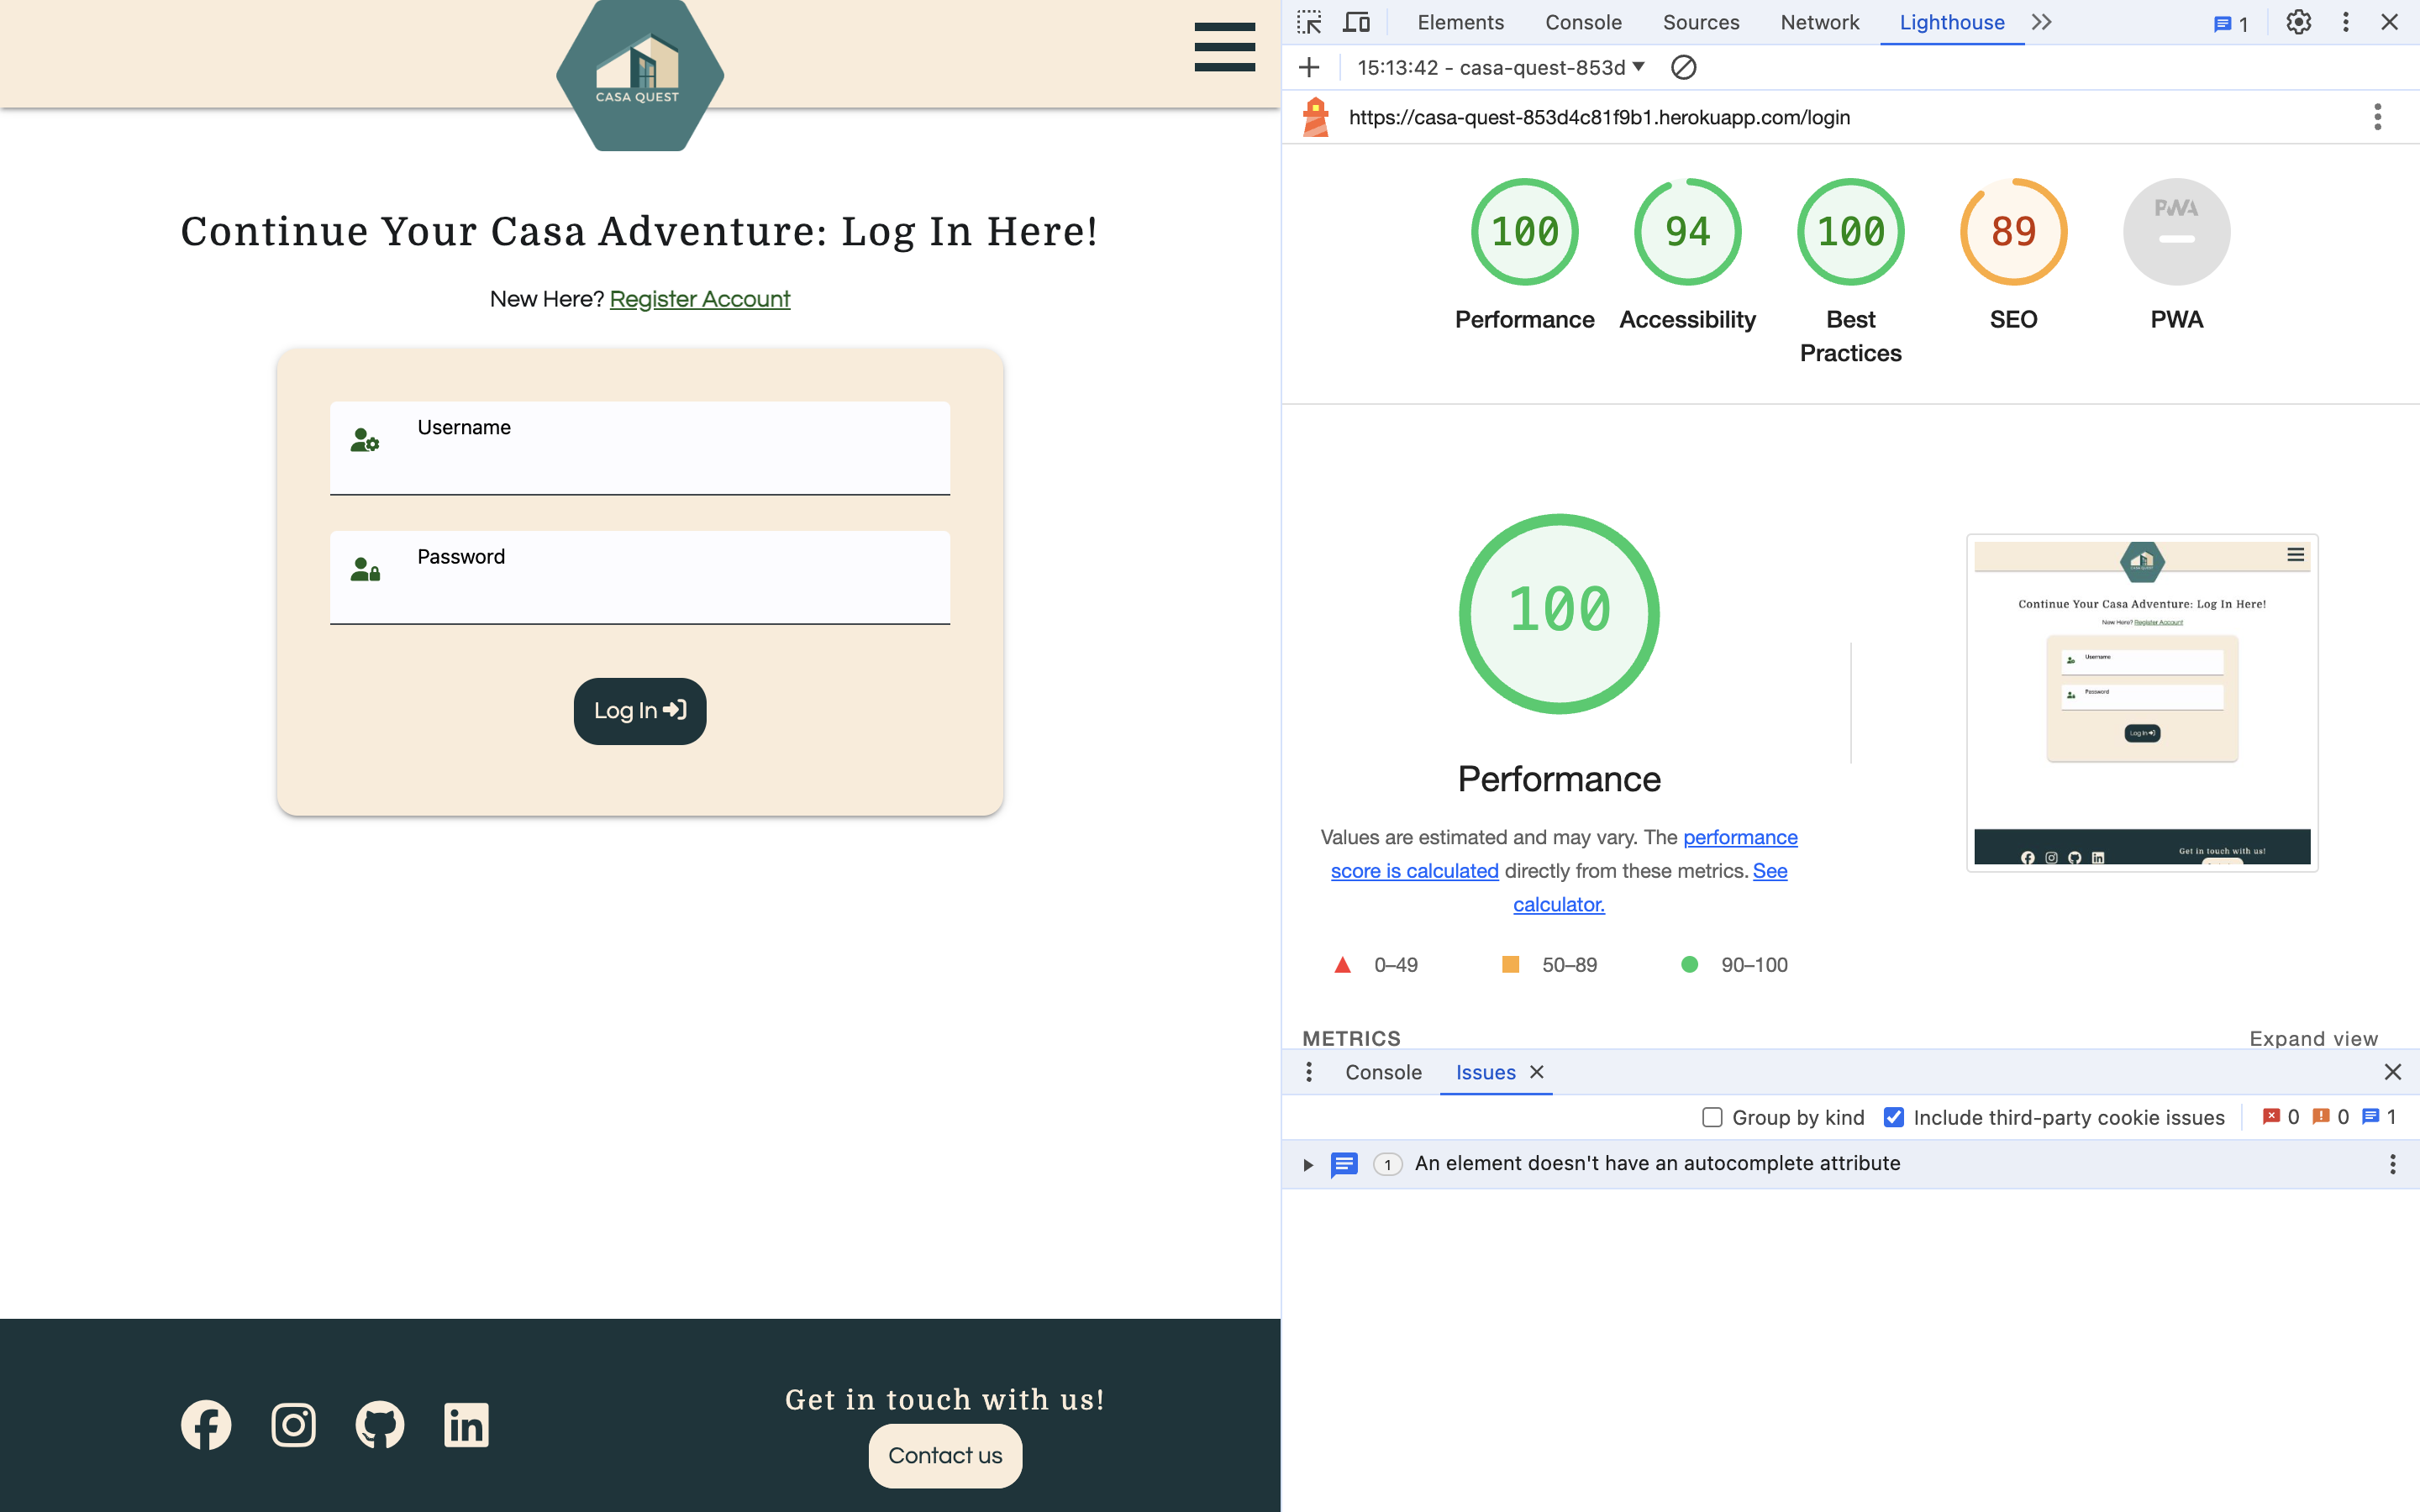 CASA QUEST
Continue Your Casa Adventure: Log In Here!
New Here? Register Account
Username
Password
Log In
Get in touch with us!
Contact us
Elements Console Sources Network Lighthouse 1
15:13:42 - casa-quest-853d
https://casa-quest-853d4c81f9b1.herokuapp.com/login
100 94 100 89 PWA
Performance Accessibility Best SEO PWA
Practices
100
Performance
Values are estimated and may vary. The performance
score is calculated directly from these metrics. See
calculator.
0–49 50–89 90–100
Continue Your Casa Adventure: Log In Here!
New Here? Register Account
Username
Password
Log In
Get in touch with us!
METRICS Expand view
Console Issues
Group by kind Include third-party cookie issues 0 0 1
1 An element doesn't have an autocomplete attribute